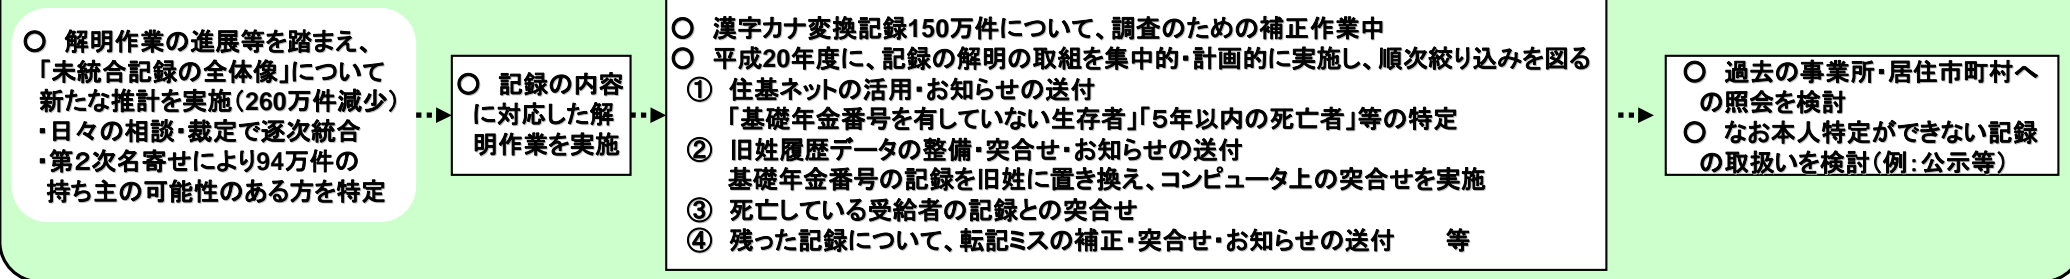 ○　解明作業の進展等を踏まえ、
「未統合記録の全体像」について
新たな推計を実施（260万件減少）
・日々の相談・裁定で逐次統合
・第２次名寄せにより94万件の
持ち主の可能性のある方を特定
○　記録の内容
に対応した解
明作業を実施
○　漢字カナ変換記録150万件について、調査のための補正作業中
○　平成20年度に、記録の解明の取組を集中的・計画的に実施し、順次絞り込みを図る
①　住基ネットの活用・お知らせの送付
「基礎年金番号を有していない生存者」「５年以内の死亡者」等の特定
②　旧姓履歴データの整備・突合せ・お知らせの送付
基礎年金番号の記録を旧姓に置き換え、コンピュータ上の突合せを実施
③　死亡している受給者の記録との突合せ
④　残った記録について、転記ミスの補正・突合せ・お知らせの送付　　等
○　過去の事業所・居住市町村へ
の照会を検討
○　なお本人特定ができない記録
の取扱いを検討（例：公示等）